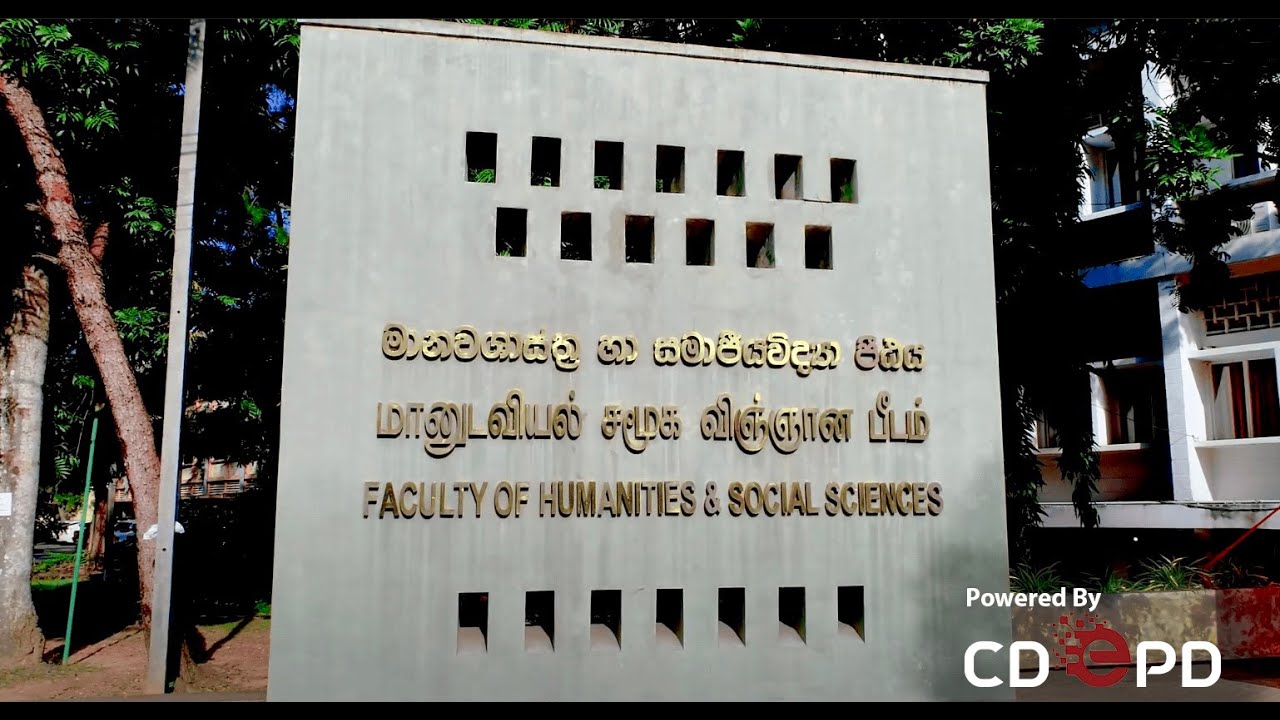 මානවශාස්ත්‍ර හා සමාජීයවිද්‍යා පීඨය
மானுடவியல் சமூக விஞ்ஞான பீடம்
FACULTY OF HUMANITIES & SOCIAL SCIENCES
Powered By
CDePD